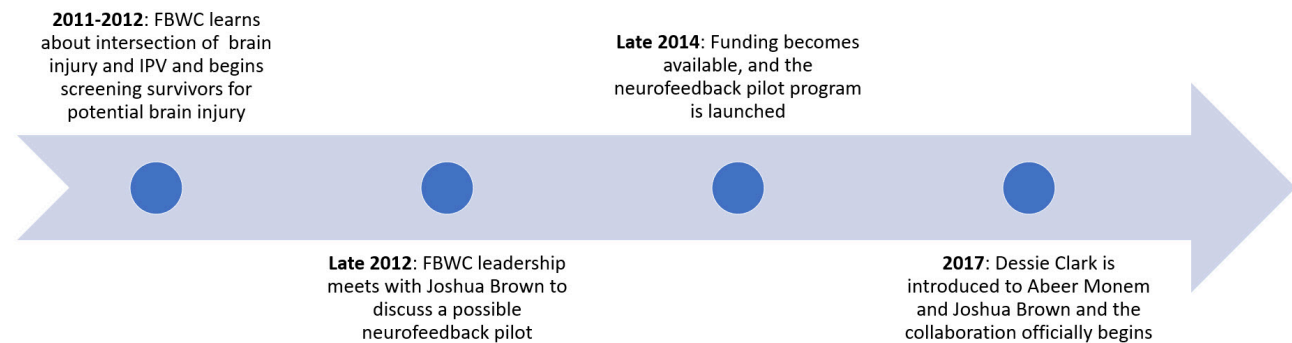 2011-2012: FBWC learns
about intersection of brain
injury and IPV and begins
screening survivors for
potential brain injury
Late 2012: FBWC leadership
meets with Joshua Brown to
discuss a possible
neurofeedback pilot
Late 2014: Funding becomes
available, and the
neurofeedback pilot program
is launched
2017: Dessie Clark is
introduced to Abeer Monem
and Joshua Brown and the
collaboration officially begins